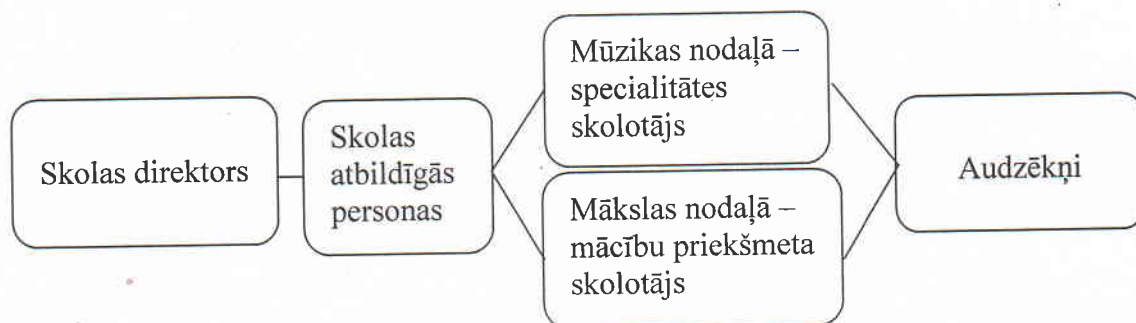 Skolas direktors
Skolas
atbildīgās
personas
Mūzikas nodaļā –
specialitātes
skolotājs
Mākslas nodaļā –
mācību priekšmeta
skolotājs
Audzēkņi